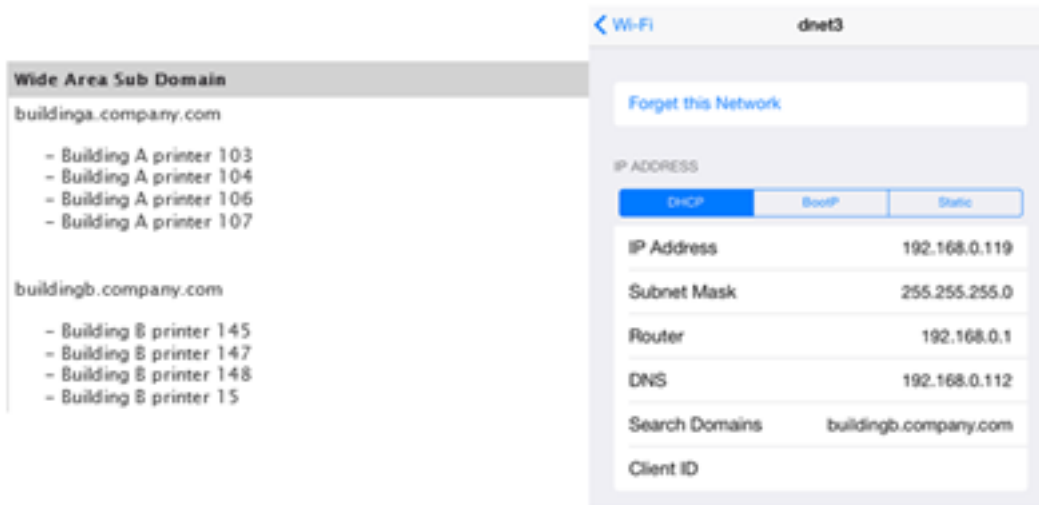 Wide Area Sub Domain
buildinga.company.com
– Building A printer 103
– Building A printer 104
– Building A printer 106
– Building A printer 107
buildingb.company.com
– Building B printer 145
– Building B printer 147
– Building B printer 148
– Building B printer 15
Wi-Fi dnet3
Forget this Network
IP ADDRESS
DHCP BootP Static
IP Address 192.168.0.119
Subnet Mask 255.255.255.0
Router 192.168.0.1
DNS 192.168.0.112
Search Domains buildingb.company.com
Client ID